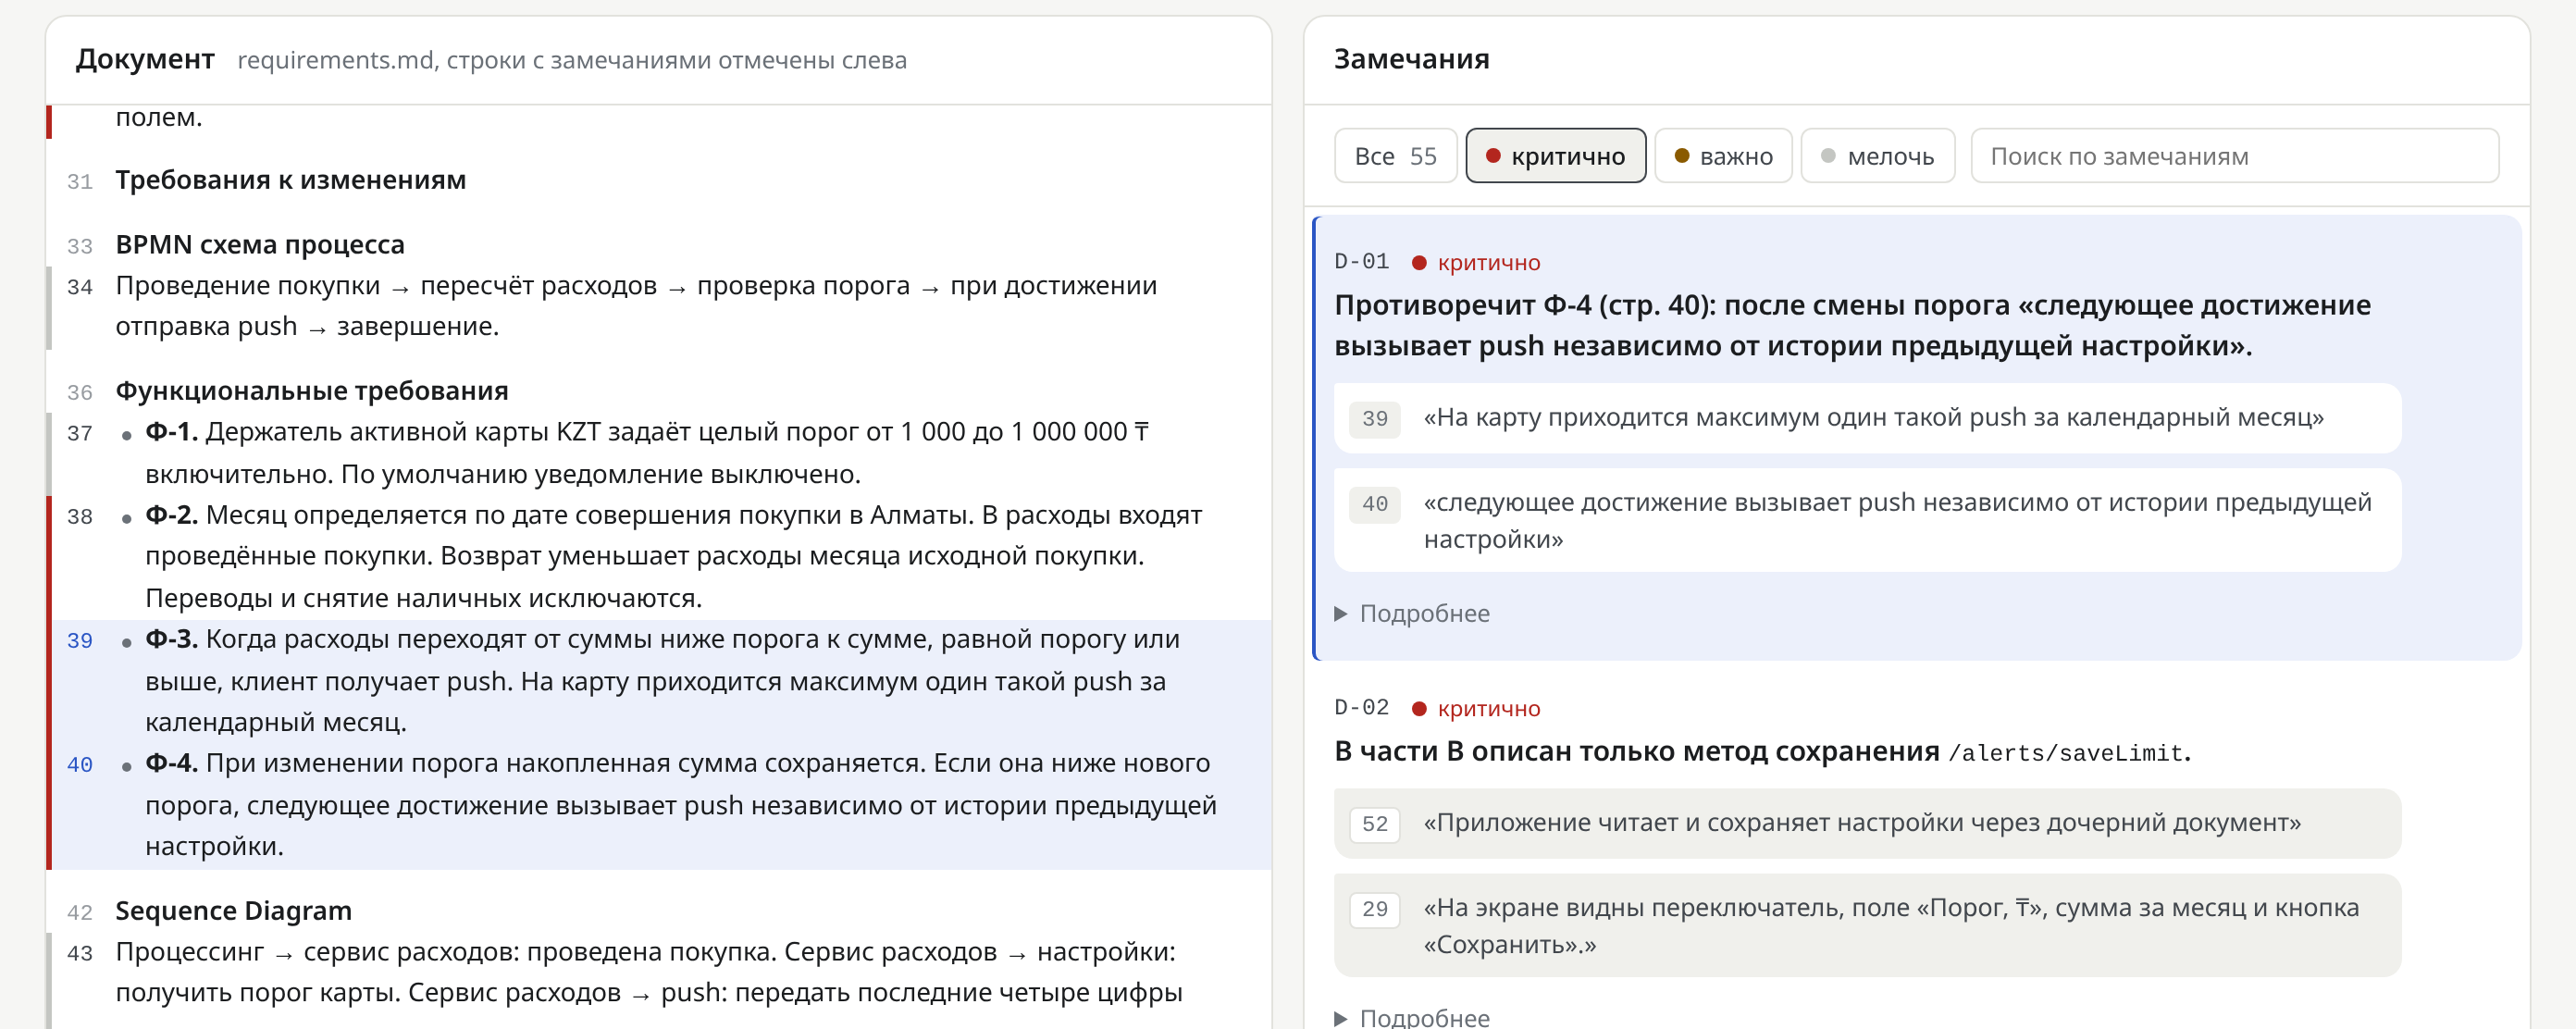 Документ requirements.md, строки с замечаниями отмечены слева
полем.
31 Требования к изменениям
33 BPMN схема процесса
34 Проведение покупки → пересчёт расходов → проверка порога → при достижении
отправка push → завершение.
36 Функциональные требования
37 • Ф-1. Держатель активной карты KZT задаёт целый порог от 1 000 до 1 000 000 ₸
включительно. По умолчанию уведомление выключено.
38 • Ф-2. Месяц определяется по дате совершения покупки в Алматы. В расходы входят
проведённые покупки. Возврат уменьшает расходы месяца исходной покупки.
Переводы и снятие наличных исключаются.
39 • Ф-3. Когда расходы переходят от суммы ниже порога к сумме, равной порогу или
выше, клиент получает push. На карту приходится максимум один такой push за
календарный месяц.
40 • Ф-4. При изменении порога накопленная сумма сохраняется. Если она ниже нового
порога, следующее достижение вызывает push независимо от истории предыдущей
настройки.
42 Sequence Diagram
43 Процессинг → сервис расходов: проведена покупка. Сервис расходов → настройки:
получить порог карты. Сервис расходов → push: передать последние четыре цифры
Замечания
Все 55 критично важно мелочь Поиск по замечаниям
D-01 критично
Противоречит Ф-4 (стр. 40): после смены порога «следующее достижение
вызывает push независимо от истории предыдущей настройки».
39 «На карту приходится максимум один такой push за календарный месяц»
40 «следующее достижение вызывает push независимо от истории предыдущей
настройки»
▶ Подробнее
D-02 критично
В части B описан только метод сохранения /alerts/saveLimit.
52 «Приложение читает и сохраняет настройки через дочерний документ»
29 «На экране видны переключатель, поле «Порог, ₸», сумма за месяц и кнопка
«Сохранить».»
▶ Подробнее